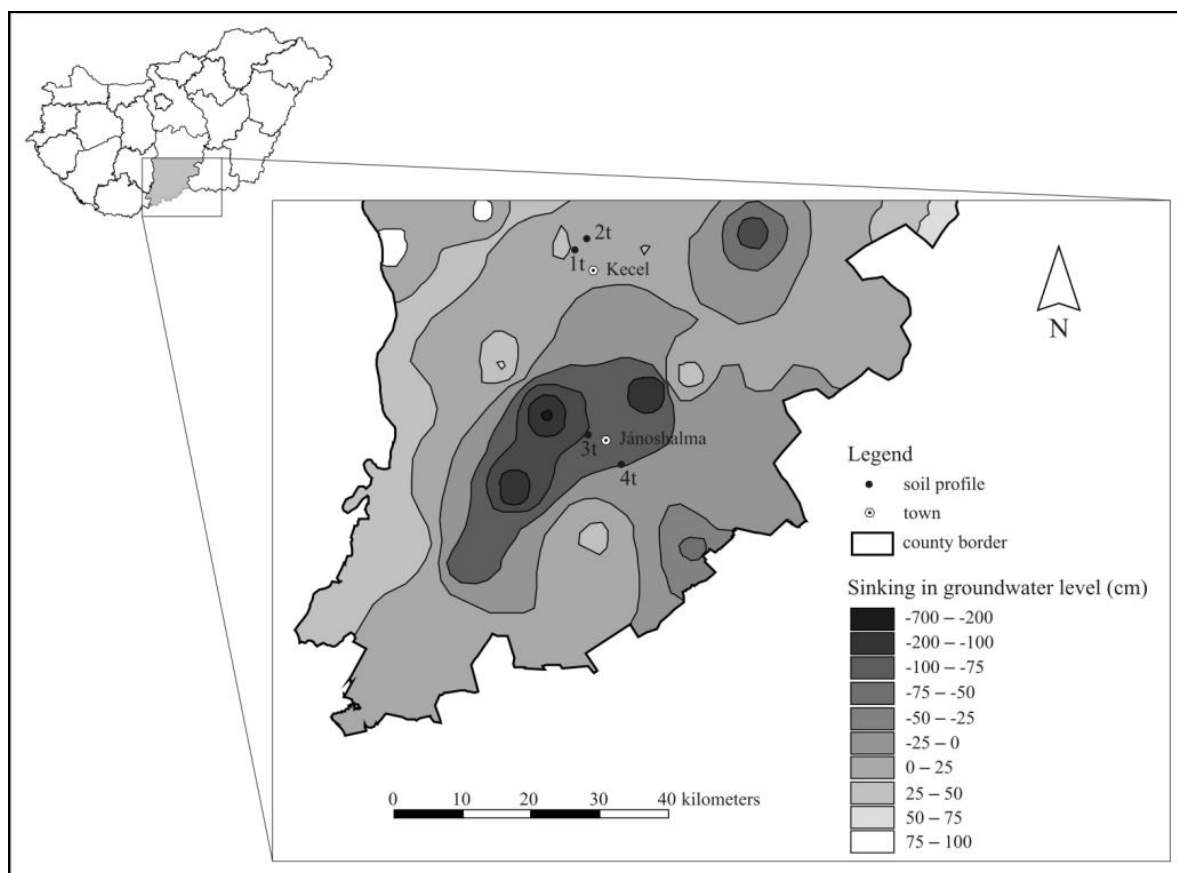 2t
1t
Kecel
N
Jánoshalma
3t
4t
Legend
soil profile
town
county border
Sinking in groundwater level (cm)
-700 – -200
-200 – -100
-100 – -75
-75 – -50
-50 – -25
-25 – 0
0 – 25
25 – 50
50 – 75
75 – 100
0 10 20 30 40 kilometers